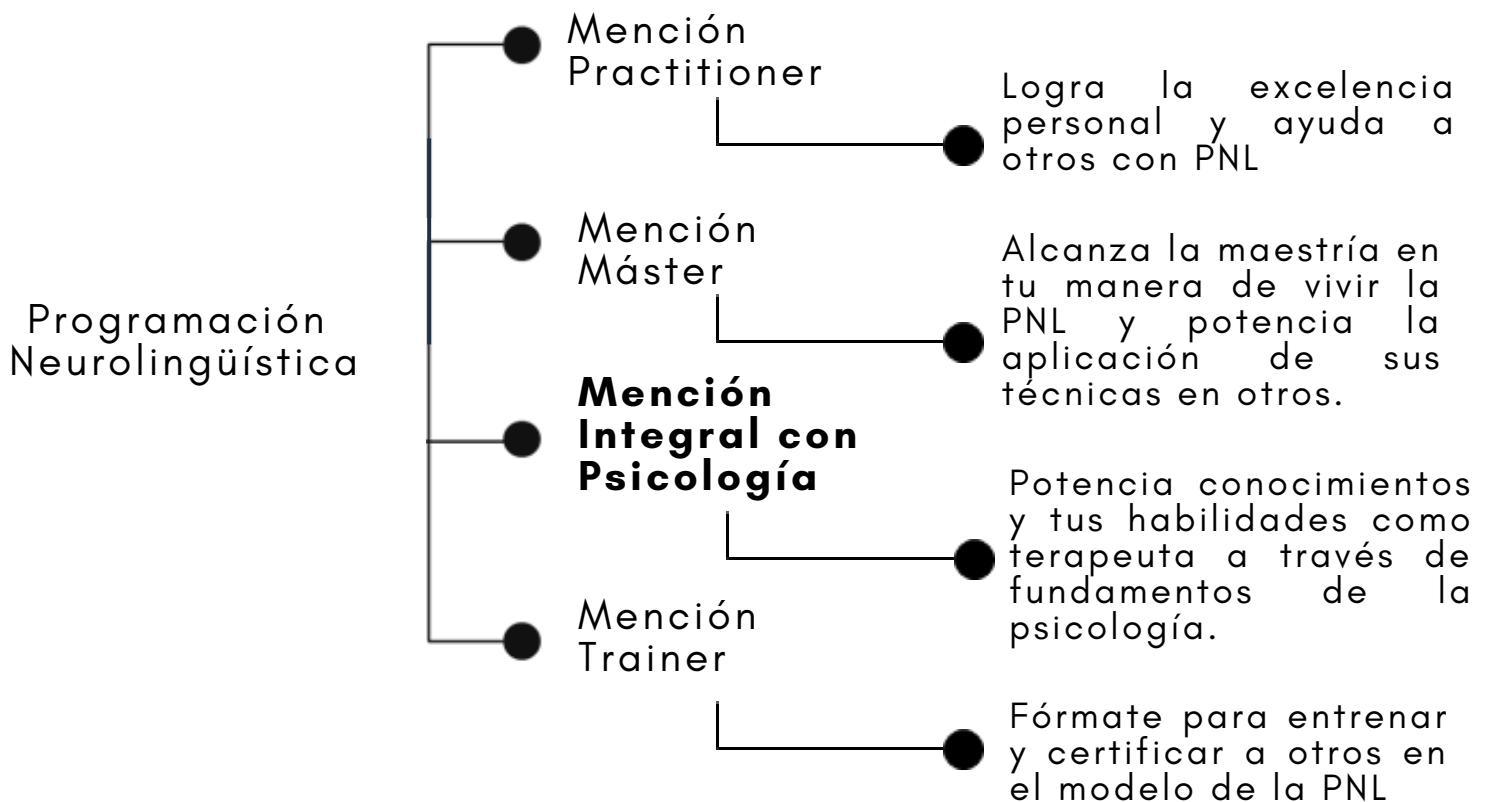 Programación
Neurolingüística
Mención
Practitioner
Logra la excelencia
personal y ayuda a
otros con PNL
Mención
Máster
Alcanza la maestría en
tu manera de vivir la
PNL y potencia la
aplicación de sus
técnicas en otros.
Mención
Integral con
Psicología
Potencia conocimientos
y tus habilidades como
terapeuta a través de
fundamentos de la
psicología.
Mención
Trainer
Fórmate para entrenar
y certificar a otros en
el modelo de la PNL